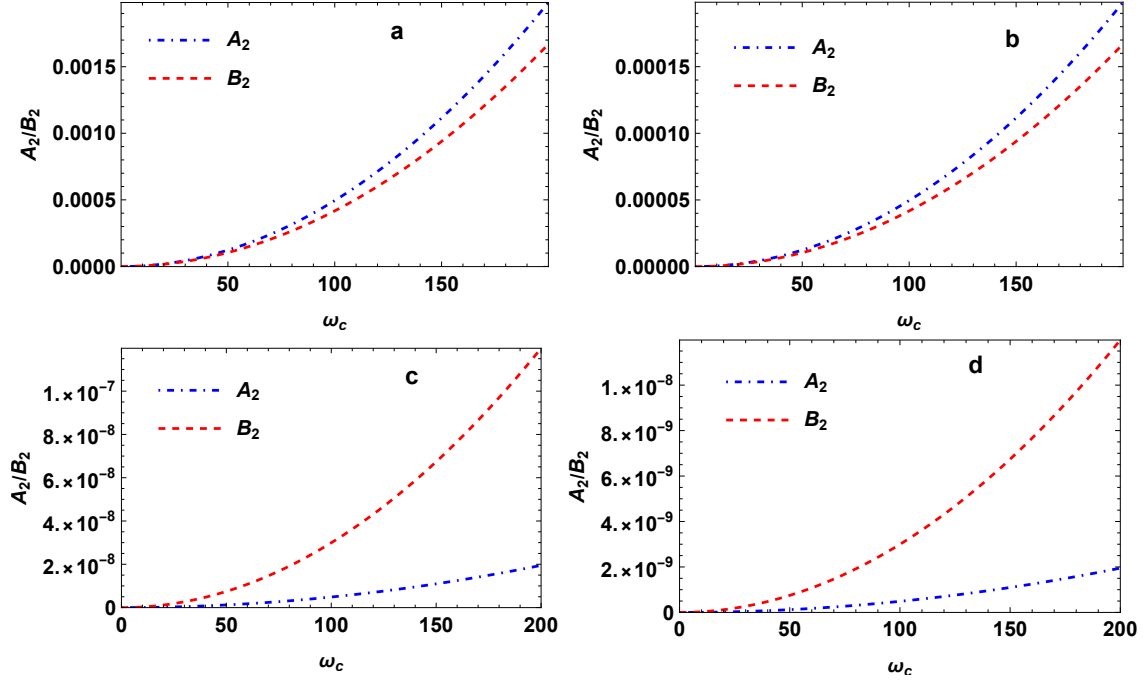 a
A₂
B₂
A₂/B₂
0.0015
0.0010
0.0005
0.0000
50 100 150
ω_c
b
A₂
B₂
A₂/B₂
0.00015
0.00010
0.00005
0.00000
50 100 150
ω_c
c
A₂
B₂
A₂/B₂
1.×10⁻⁷
8.×10⁻⁸
6.×10⁻⁸
4.×10⁻⁸
2.×10⁻⁸
0
0 50 100 150 200
ω_c
d
A₂
B₂
A₂/B₂
1.×10⁻⁸
8.×10⁻⁹
6.×10⁻⁹
4.×10⁻⁹
2.×10⁻⁹
0
0 50 100 150 200
ω_c